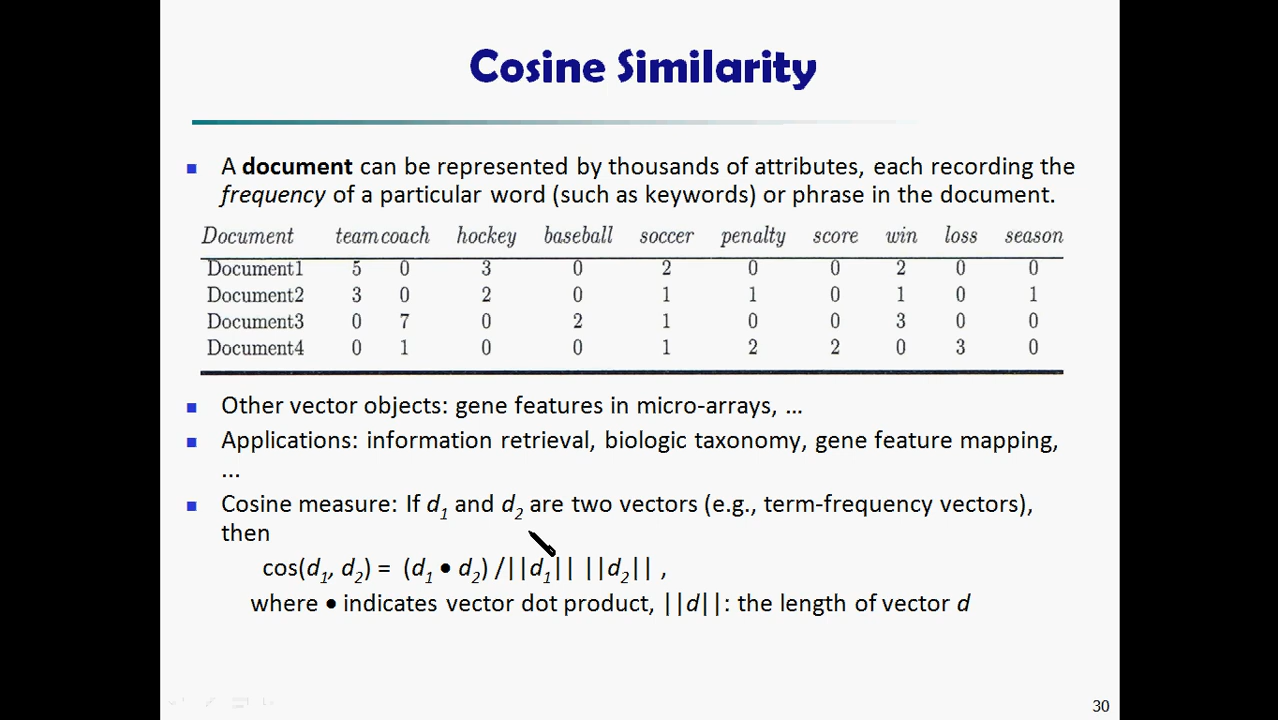 Cosine Similarity
A document can be represented by thousands of attributes, each recording the
frequency of a particular word (such as keywords) or phrase in the document.
Document team coach hockey baseball soccer penalty score win loss season
Document1 5 0 3 0 2 0 0 2 0 0
Document2 3 0 2 0 1 1 0 1 0 1
Document3 0 7 0 2 1 0 0 3 0 0
Document4 0 1 0 0 1 2 2 0 3 0
Other vector objects: gene features in micro-arrays, ...
Applications: information retrieval, biologic taxonomy, gene feature mapping,
...
Cosine measure: If d1 and d2 are two vectors (e.g., term-frequency vectors),
then
cos(d1, d2) = (d1 • d2) /||d1|| ||d2|| ,
where • indicates vector dot product, ||d||: the length of vector d
30